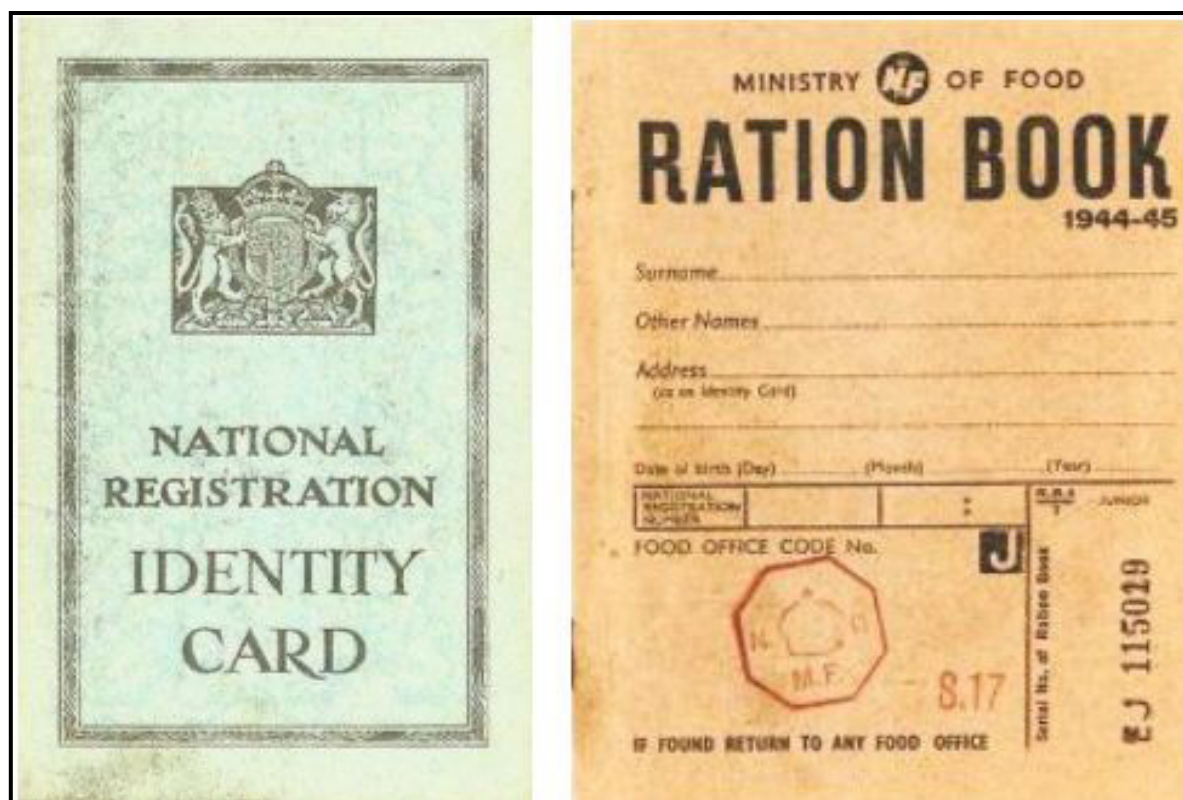 NATIONAL
REGISTRATION
IDENTITY
CARD
MINISTRY NF OF FOOD
RATION BOOK
1944-45
Surname
Other Names
Address
(as on Identity Card)
Date of birth (Day) (Month) (Year)
NATIONAL
REGISTRATION
NUMBER
JUNIOR
FOOD OFFICE CODE No.
J
N
M.F.
S.17
IF FOUND RETURN TO ANY FOOD OFFICE
Serial No. of Ration Book
EJ 115019